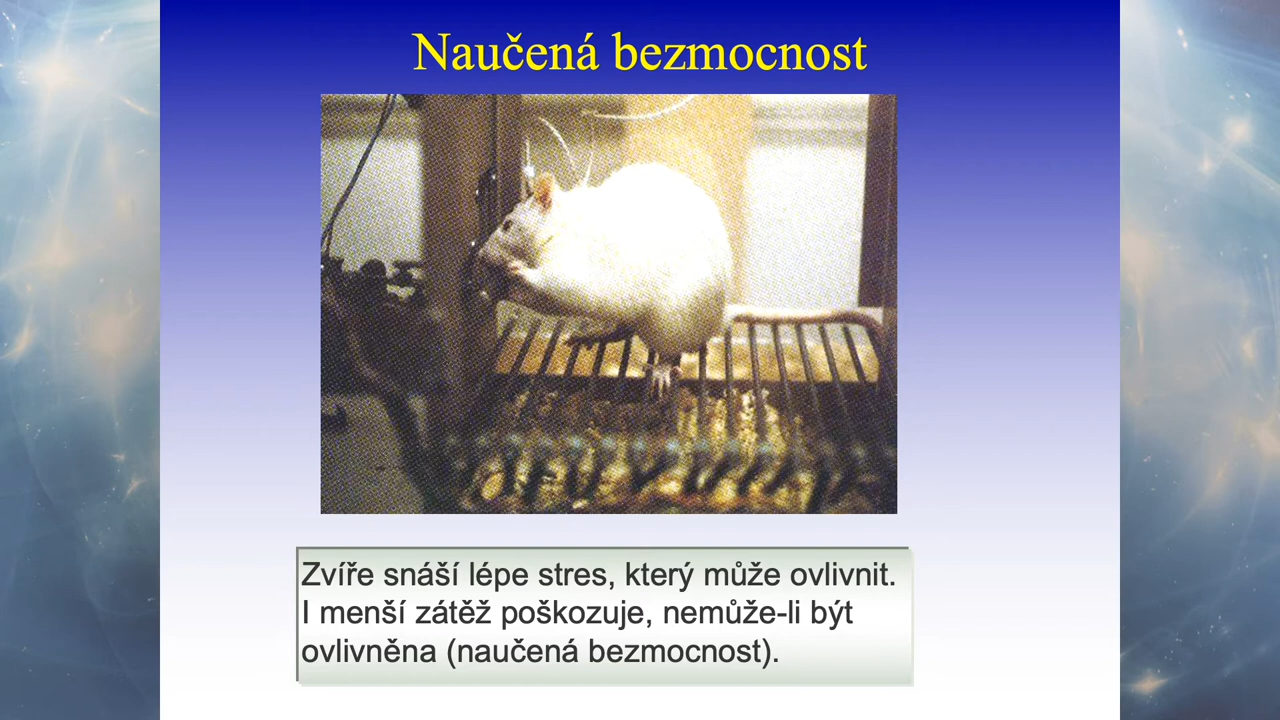 Naučená bezmocnost
Zvíře snáší lépe stres, který může ovlivnit.
I menší zátěž poškozuje, nemůže-li být
ovlivněna (naučená bezmocnost).